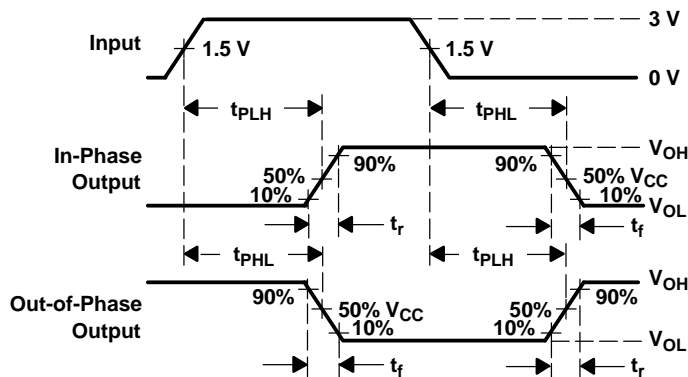 3 V
Input
1.5 V
1.5 V
0 V
tPLH
tPHL
In-Phase
Output
VOH
90%
90%
50%
50% VCC
10%
10%
VOL
tr
tf
tPHL
tPLH
Out-of-Phase
Output
VOH
90%
90%
50% VCC
50%
10%
10%
VOL
tf
tr